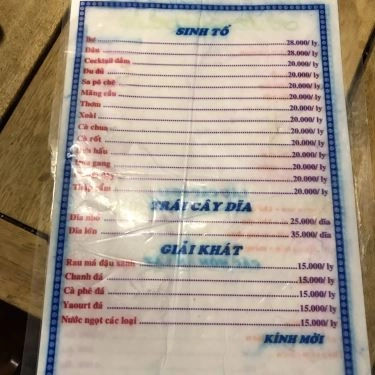 SINH TỐ
Bơ 28.000/ ly
Dâu 28.000/ ly
Cocktail dầm 20.000/ ly
Đu đủ 20.000/ ly
Sa pô chê 20.000/ ly
Mãng cầu 20.000/ ly
Thơm 20.000/ ly
Xoài 20.000/ ly
Cà chua 20.000/ ly
Cà rốt 20.000/ ly
hấu 20.000/ ly
gang 20.000/ ly
20.000/ ly
Thập cẩm 20.000/ ly
TRÁI CÂY DĨA
Dĩa nhỏ 25.000/ dĩa
Dĩa lớn 35.000/ dĩa
GIẢI KHÁT
Rau má đậu xanh 15.000/ ly
Chanh đá 15.000/ ly
Cà phê đá 15.000/ ly
Yaourt đá 15.000/ ly
Nước ngọt các loại 15.000/ ly
KÍNH MỜI